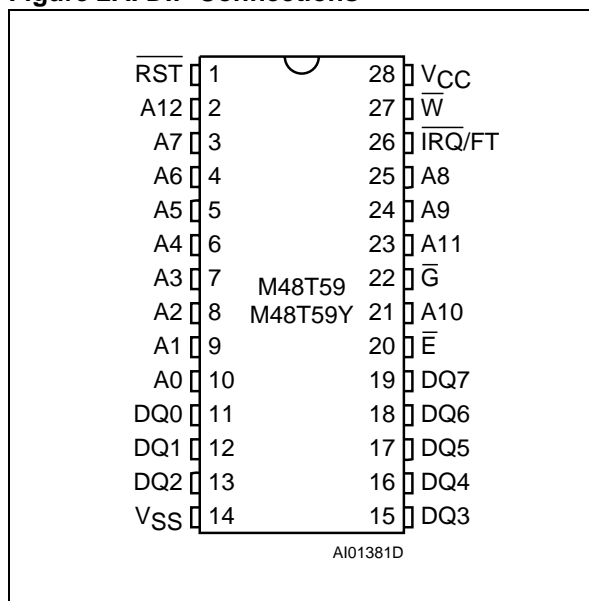 Figure 2A. DIP Connections
R̅S̅T̅ 1 28 VCC
A12 2 27 W̅
A7 3 26 I̅R̅Q̅/FT
A6 4 25 A8
A5 5 24 A9
A4 6 23 A11
A3 7 M48T59 22 G̅
A2 8 M48T59Y 21 A10
A1 9 20 E̅
A0 10 19 DQ7
DQ0 11 18 DQ6
DQ1 12 17 DQ5
DQ2 13 16 DQ4
VSS 14 15 DQ3
AI01381D